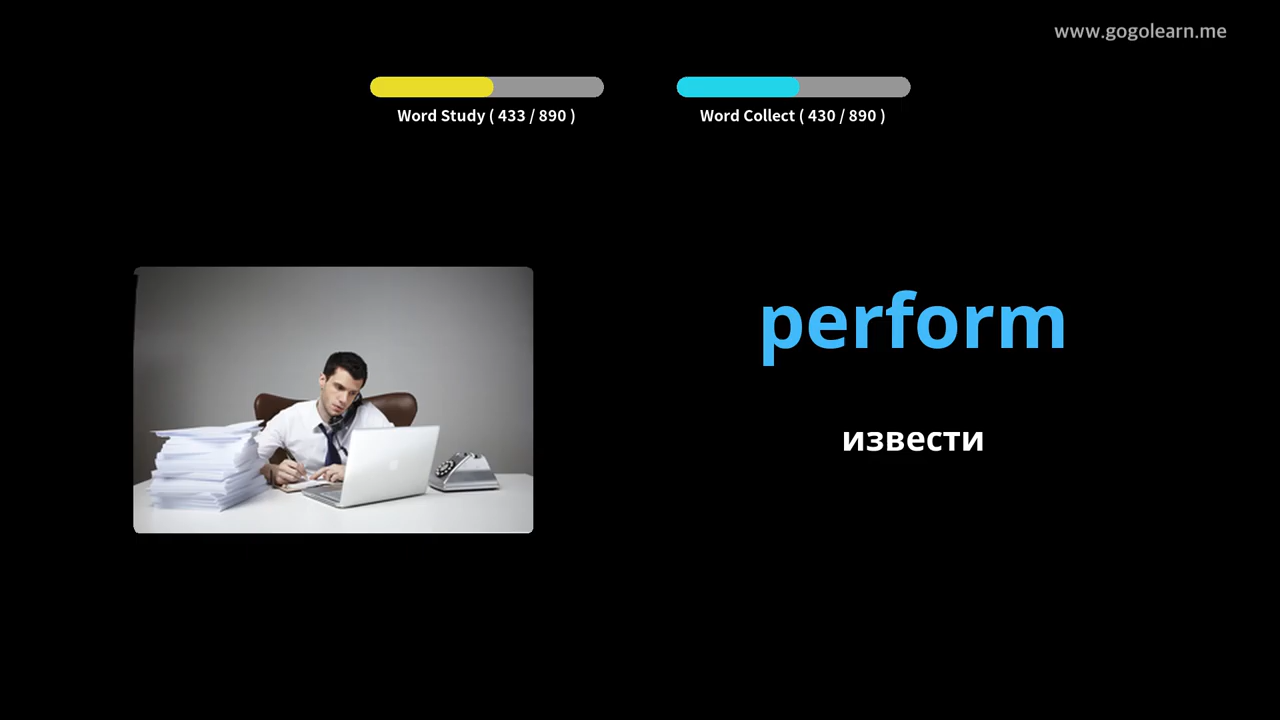 www.gogolearn.me
Word Study ( 433 / 890 )
Word Collect ( 430 / 890 )
perform
извести